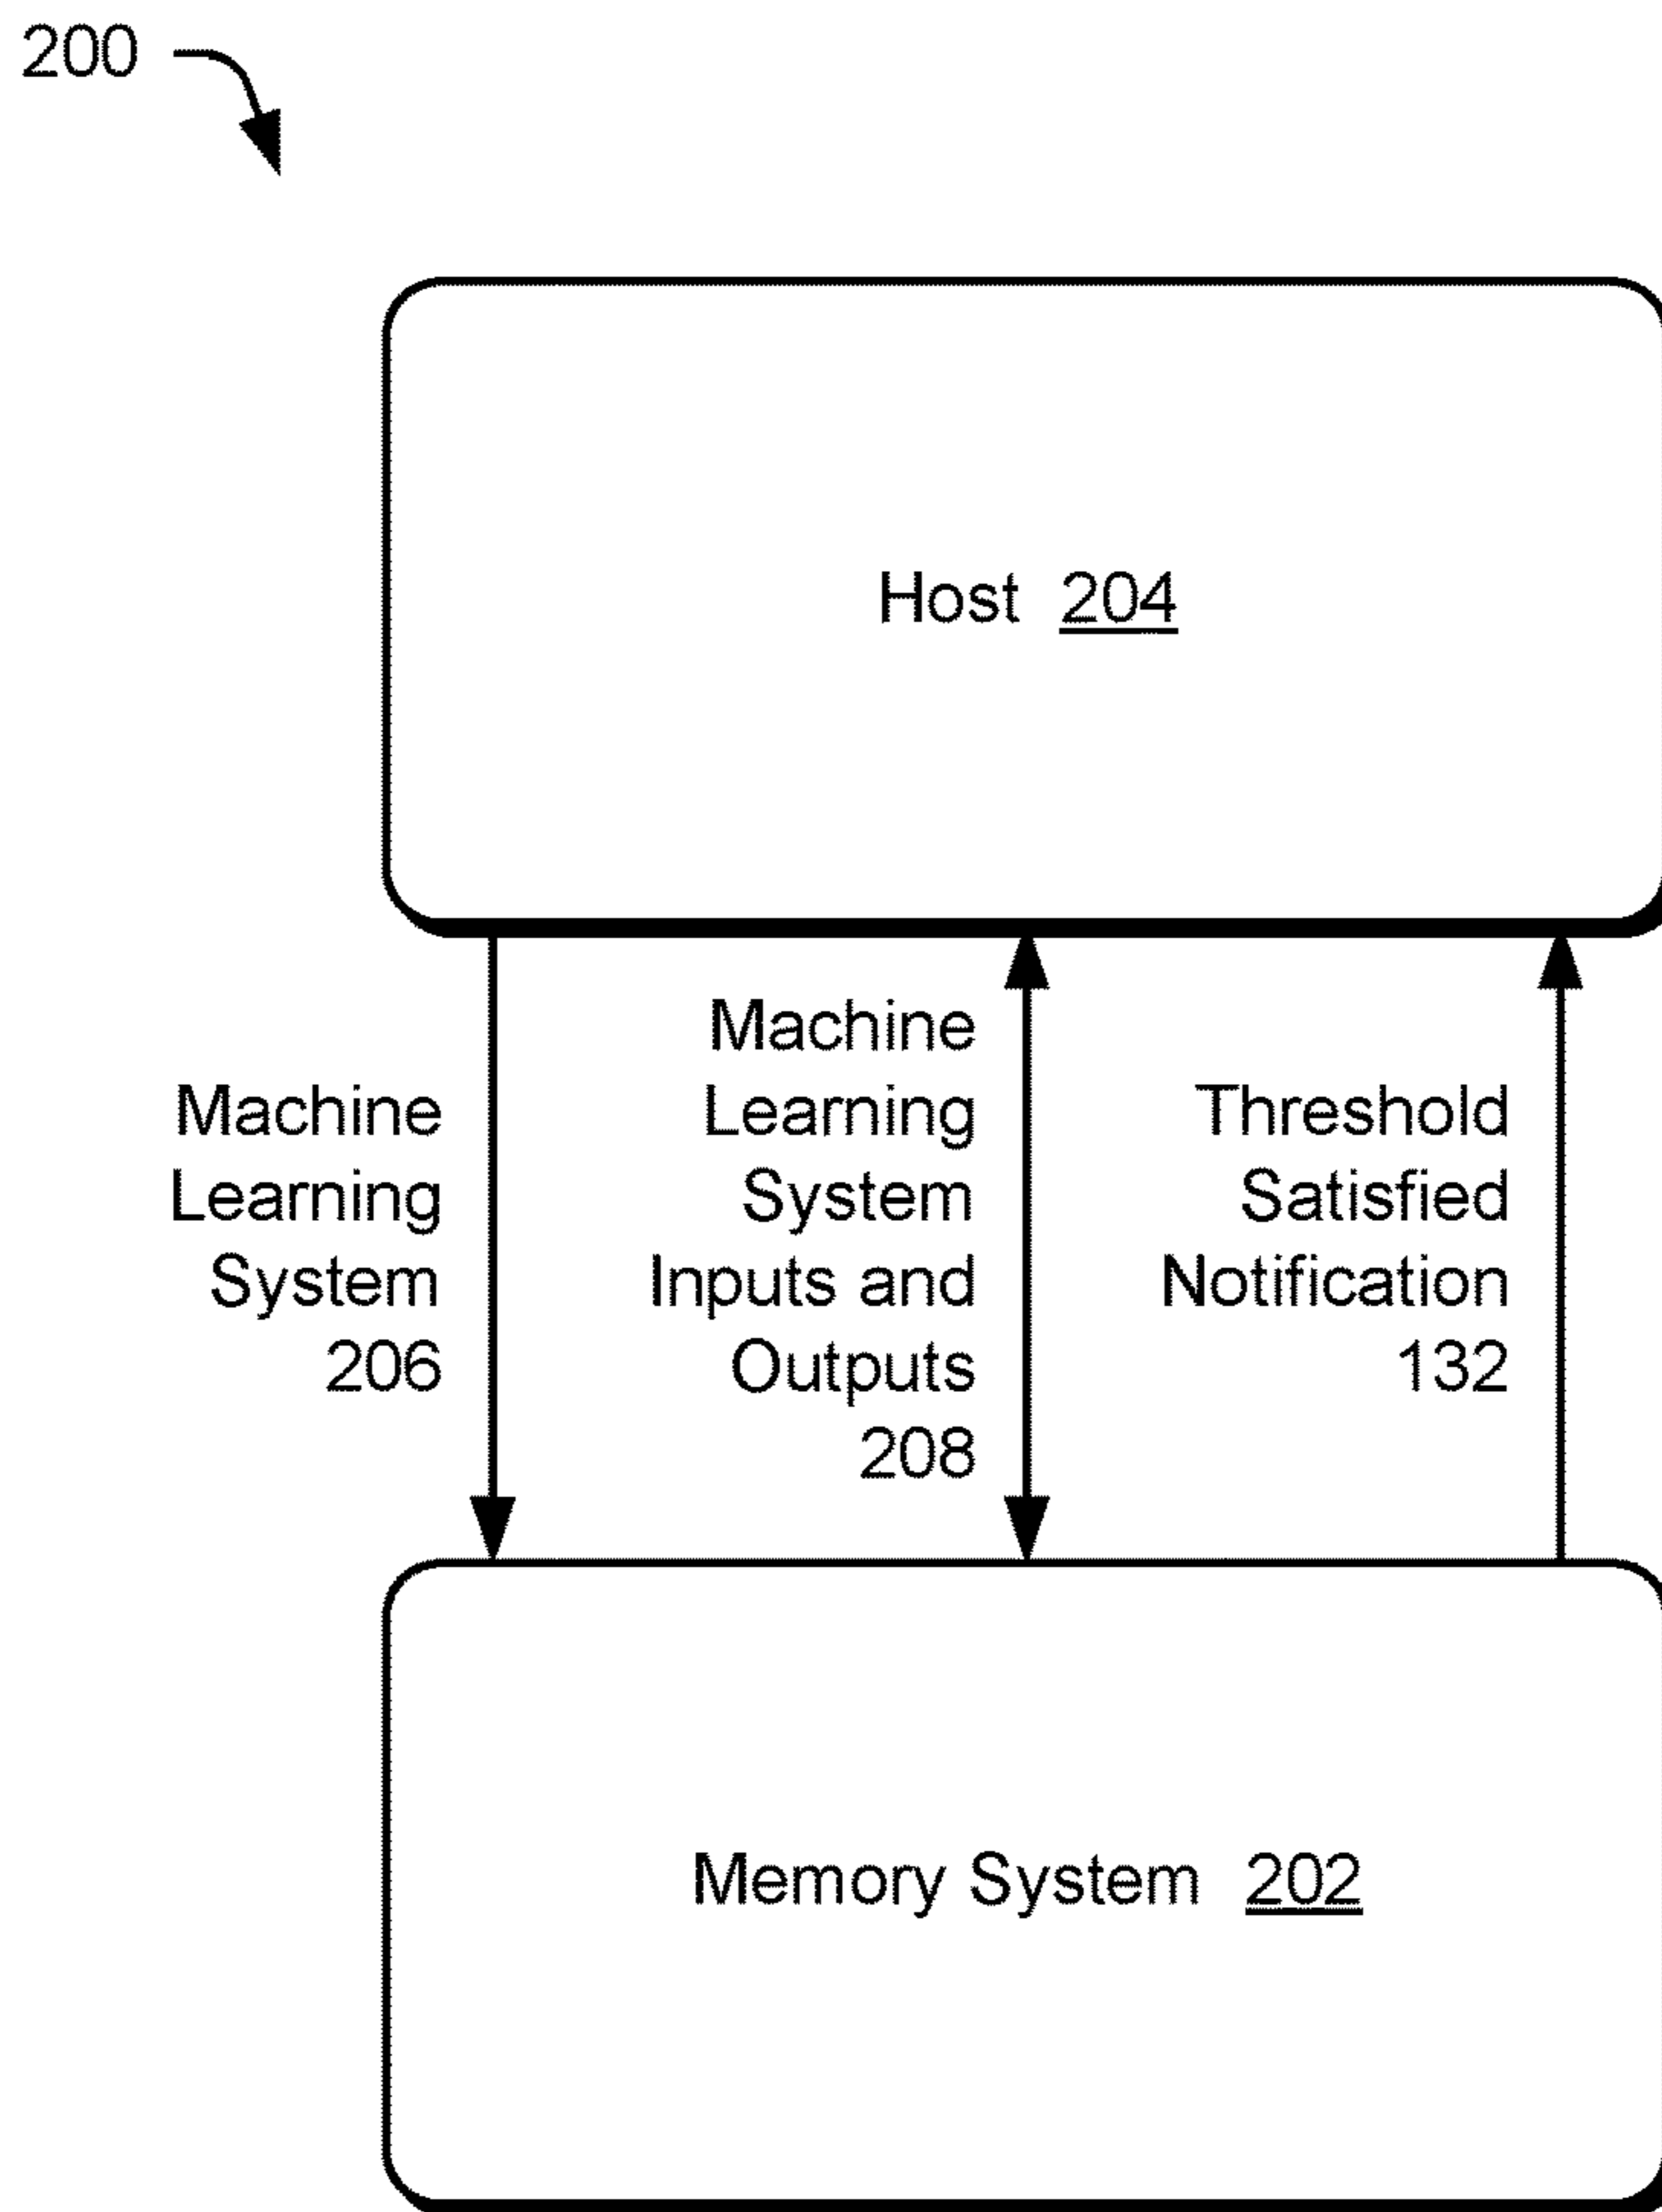 200
Host 204
Machine
Learning
System
206
Machine
Learning
System
Inputs and
Outputs
208
Threshold
Satisfied
Notification
132
Memory System 202